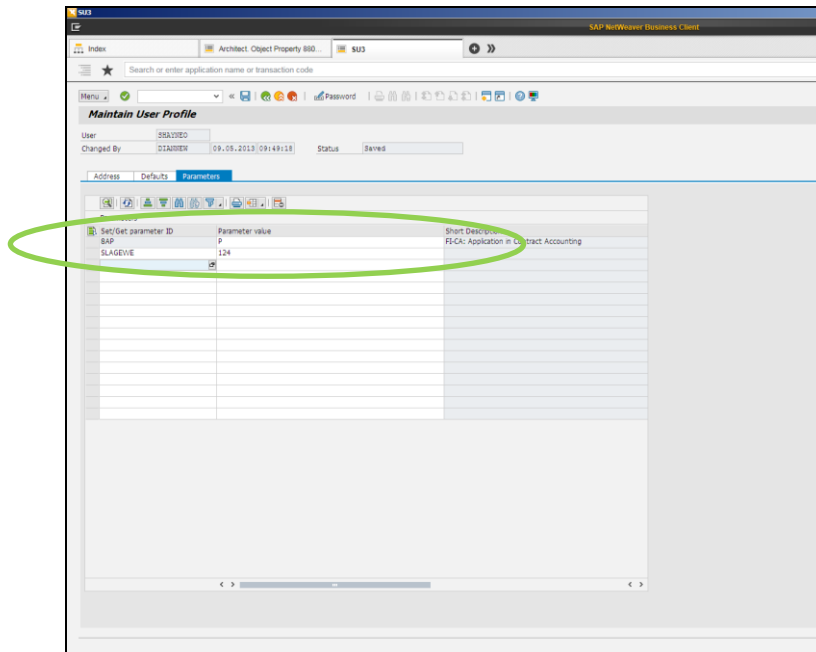 SU3
SAP NetWeaver Business Client
Index
Architect. Object Property 880...
SU3
Search or enter application name or transaction code
Menu
Password
Maintain User Profile
User SHAYNEO
Changed By DIANNEW 09.05.2013 09:49:18 Status Saved
Address Defaults Parameters
Set/Get parameter ID Parameter value Short Description
BAP P FI-CA: Application in Contract Accounting
SLAGEWE 124